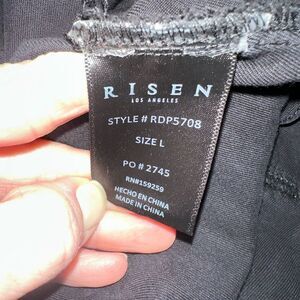 RISEN
LOS ANGELES
STYLE # RDP5708
SIZE L
PO # 2745
RN#159259
HECHO EN CHINA
MADE IN CHINA